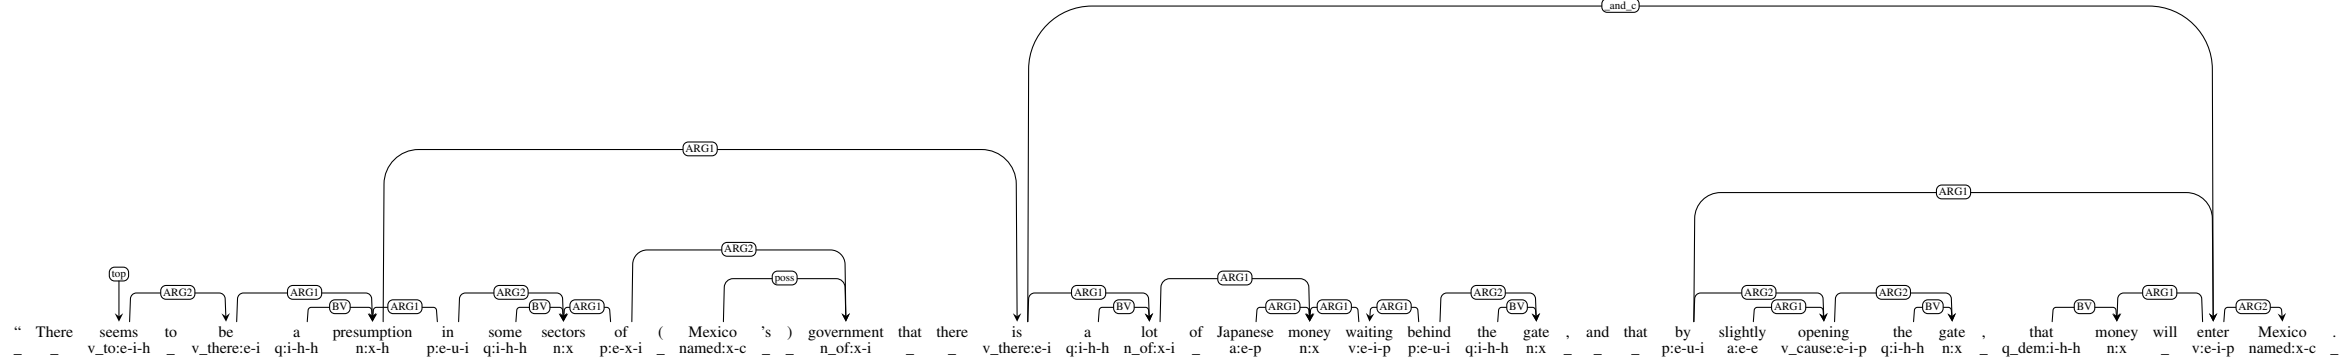 _and_c
ARG1
ARG1
ARG2
top poss ARG1
ARG2 ARG1 ARG2 ARG1 ARG2 ARG2 ARG2 ARG1 ARG2
BV ARG1 BV ARG1 BV ARG1 ARG1 ARG1 BV ARG1 BV BV
“ There seems to be a presumption in some sectors of ( Mexico 's ) government that there is a lot of Japanese money waiting behind the gate , and that by slightly opening the gate , that money will enter Mexico .
_ _ v_to:e-i-h _ v_there:e-i q:i-h-h n:x-h p:e-u-i q:i-h-h n:x p:e-x-i _ named:x-c _ _ n_of:x-i _ _ v_there:e-i q:i-h-h n_of:x-i _ a:e-p n:x v:e-i-p p:e-u-i q:i-h-h n:x _ _ _ p:e-u-i a:e-e v_cause:e-i-p q:i-h-h n:x _ q_dem:i-h-h n:x _ v:e-i-p named:x-c _